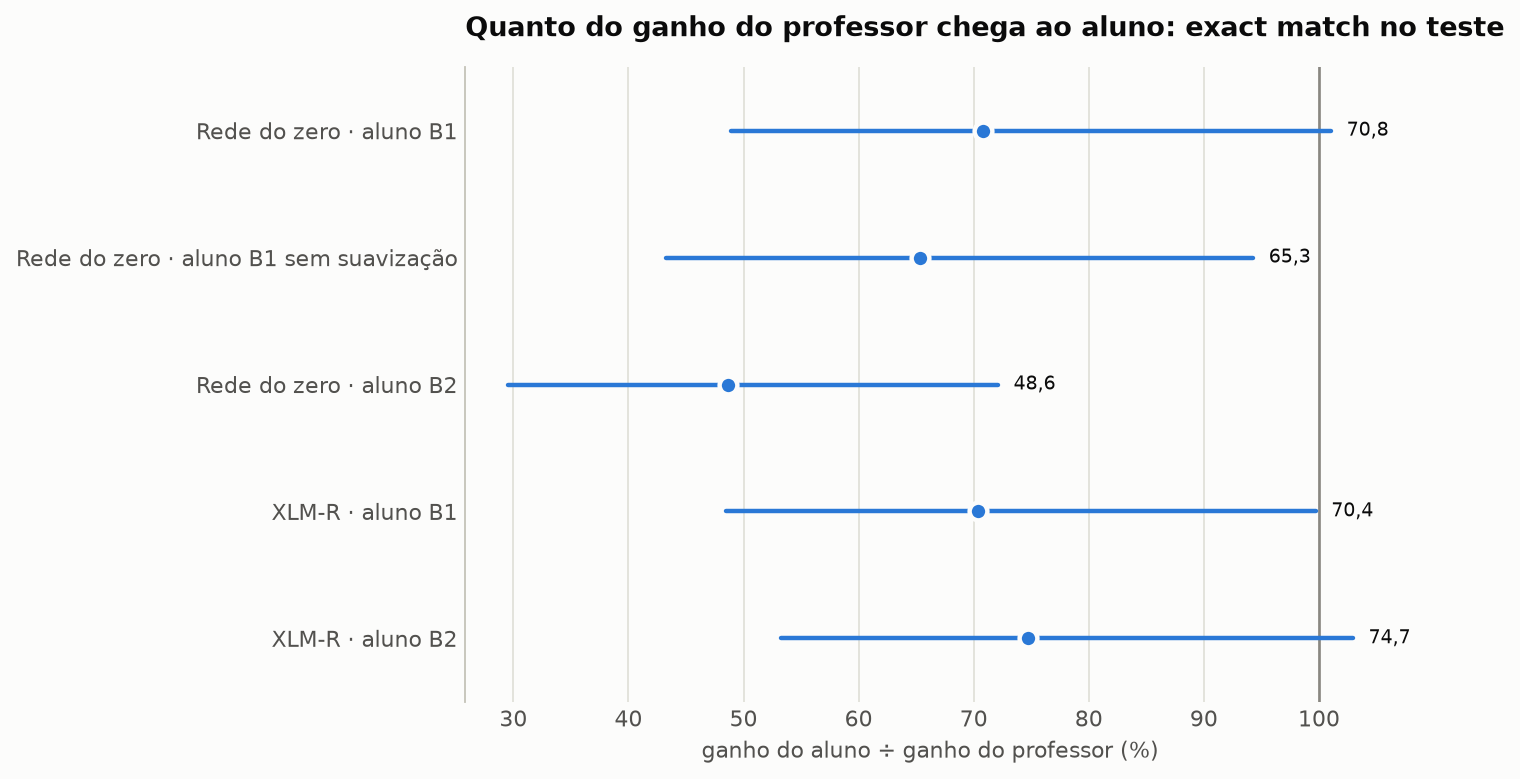 Quanto do ganho do professor chega ao aluno: exact match no teste
Rede do zero · aluno B1
70,8
Rede do zero · aluno B1 sem suavização
65,3
Rede do zero · aluno B2
48,6
XLM-R · aluno B1
70,4
XLM-R · aluno B2
74,7
30 40 50 60 70 80 90 100
ganho do aluno ÷ ganho do professor (%)